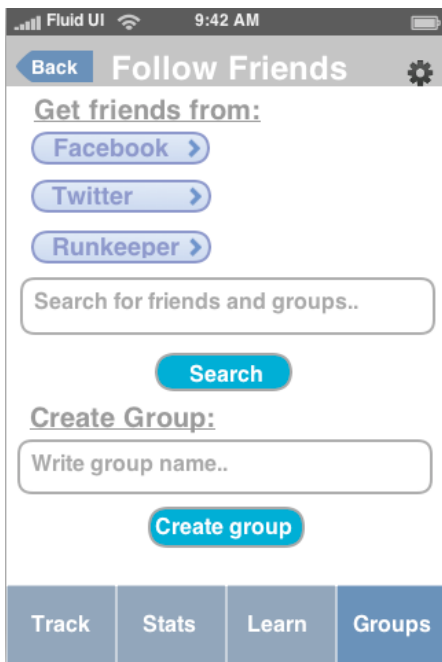 Fluid UI 9:42 AM
Back Follow Friends
Get friends from:
Facebook
Twitter
Runkeeper
Search for friends and groups..
Search
Create Group:
Write group name..
Create group
Track Stats Learn Groups